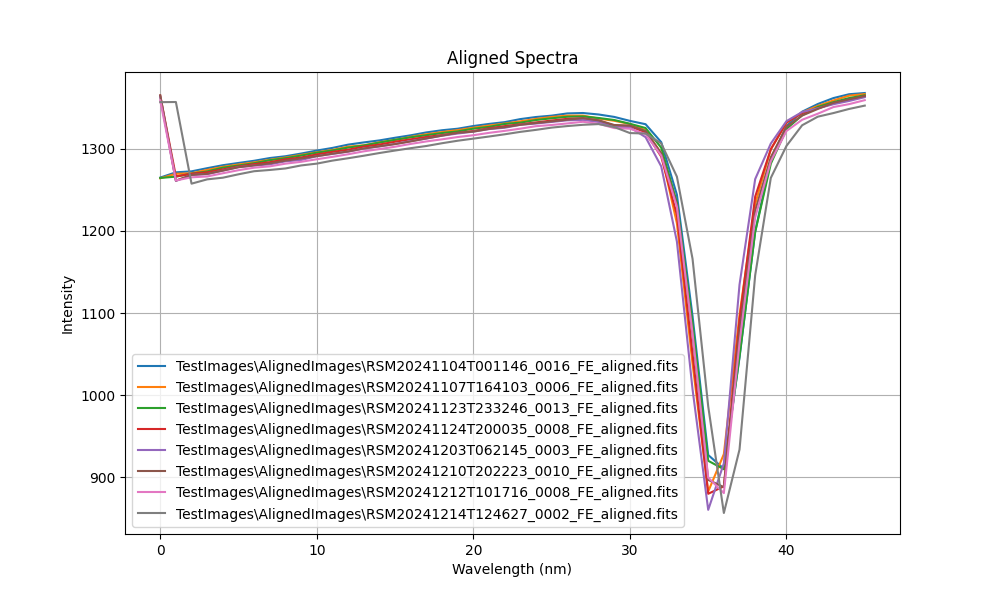 Aligned Spectra
Intensity
1300
1200
1100
1000
900
TestImages\AlignedImages\RSM20241104T001146_0016_FE_aligned.fits
TestImages\AlignedImages\RSM20241107T164103_0006_FE_aligned.fits
TestImages\AlignedImages\RSM20241123T233246_0013_FE_aligned.fits
TestImages\AlignedImages\RSM20241124T200035_0008_FE_aligned.fits
TestImages\AlignedImages\RSM20241203T062145_0003_FE_aligned.fits
TestImages\AlignedImages\RSM20241210T202223_0010_FE_aligned.fits
TestImages\AlignedImages\RSM20241212T101716_0008_FE_aligned.fits
TestImages\AlignedImages\RSM20241214T124627_0002_FE_aligned.fits
0 10 20 30 40
Wavelength (nm)